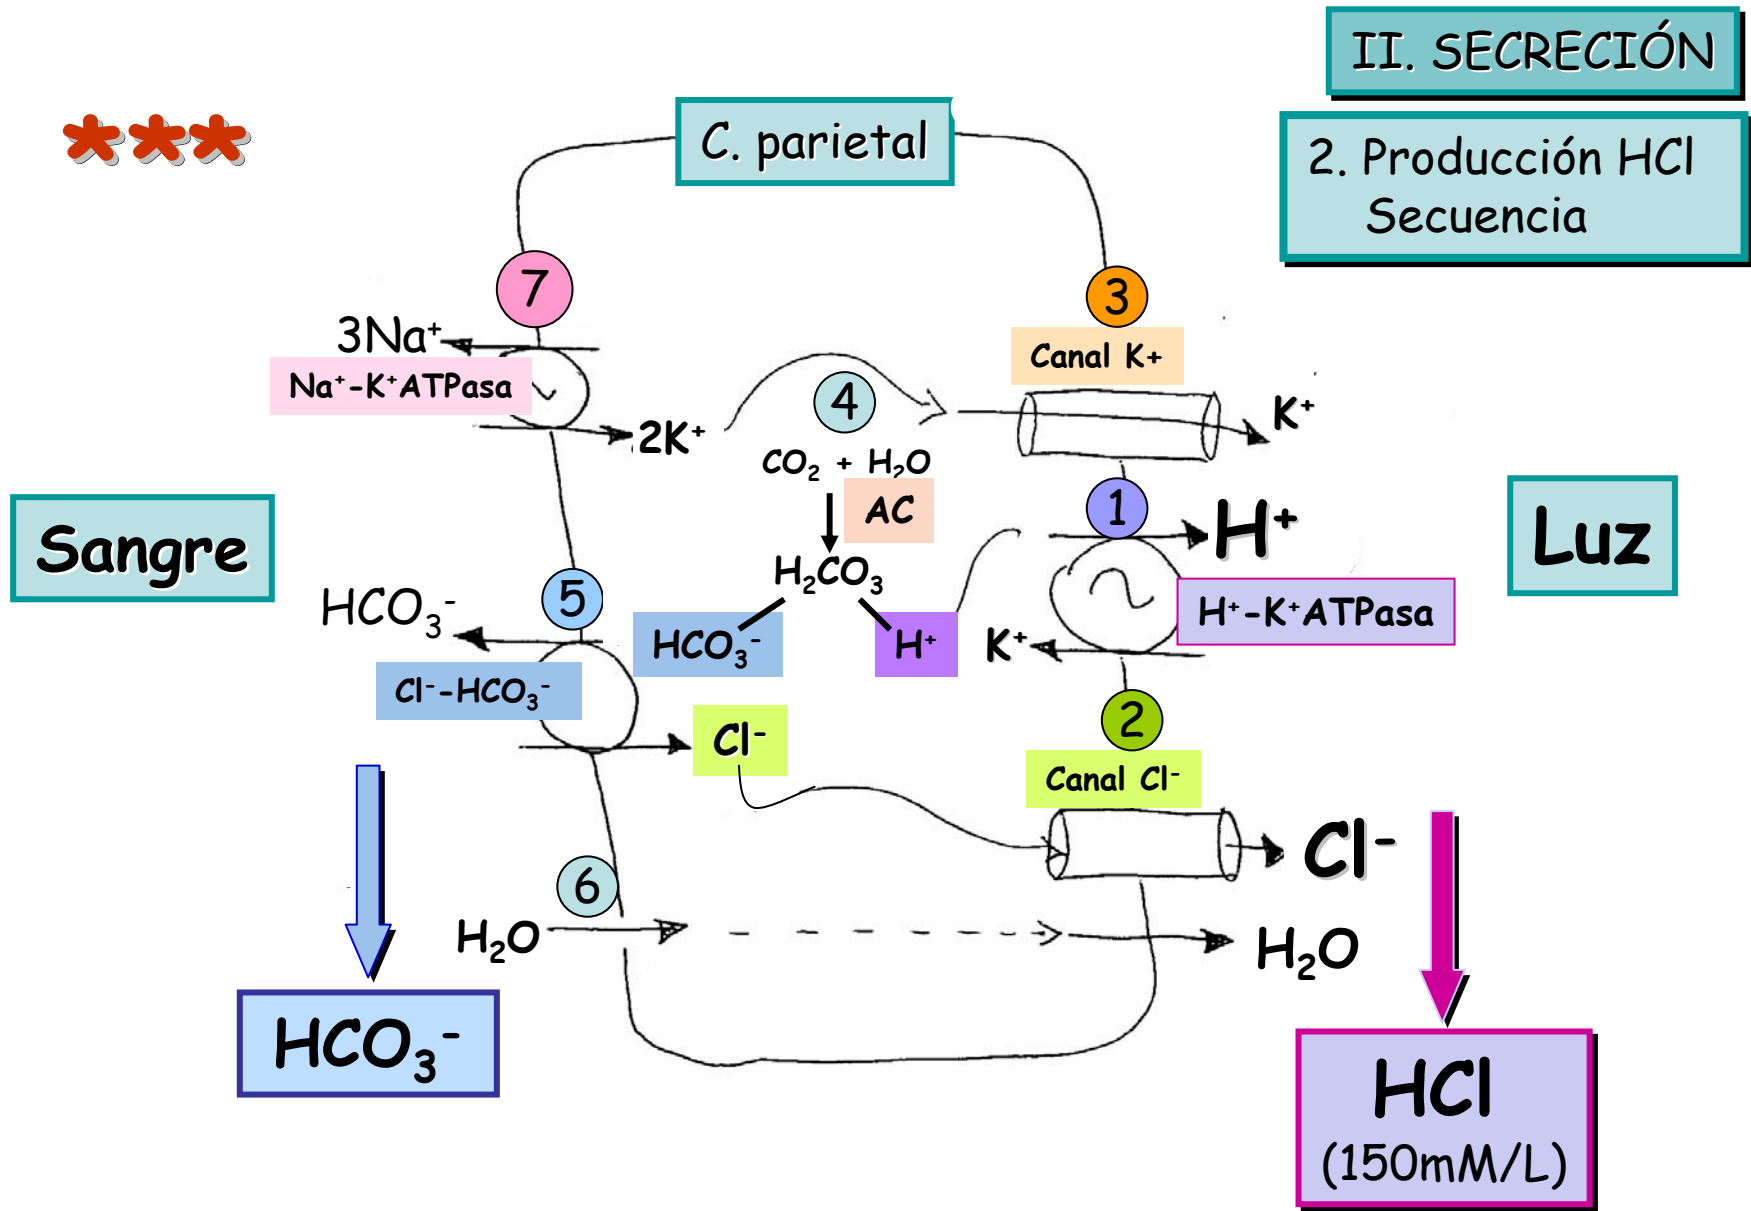 II. SECRECIÓN
2. Producción HCl
Secuencia
***
C. parietal
7
3
3Na⁺
Canal K+
Na⁺-K⁺ATPasa
4
K⁺
2K⁺
CO₂ + H₂O
AC
1
H⁺
Sangre
Luz
H₂CO₃
5
HCO₃⁻
H⁺-K⁺ATPasa
HCO₃⁻
H⁺
K⁺
Cl⁻-HCO₃⁻
2
Cl⁻
Canal Cl⁻
Cl⁻
6
H₂O
H₂O
HCO₃⁻
HCl
(150mM/L)